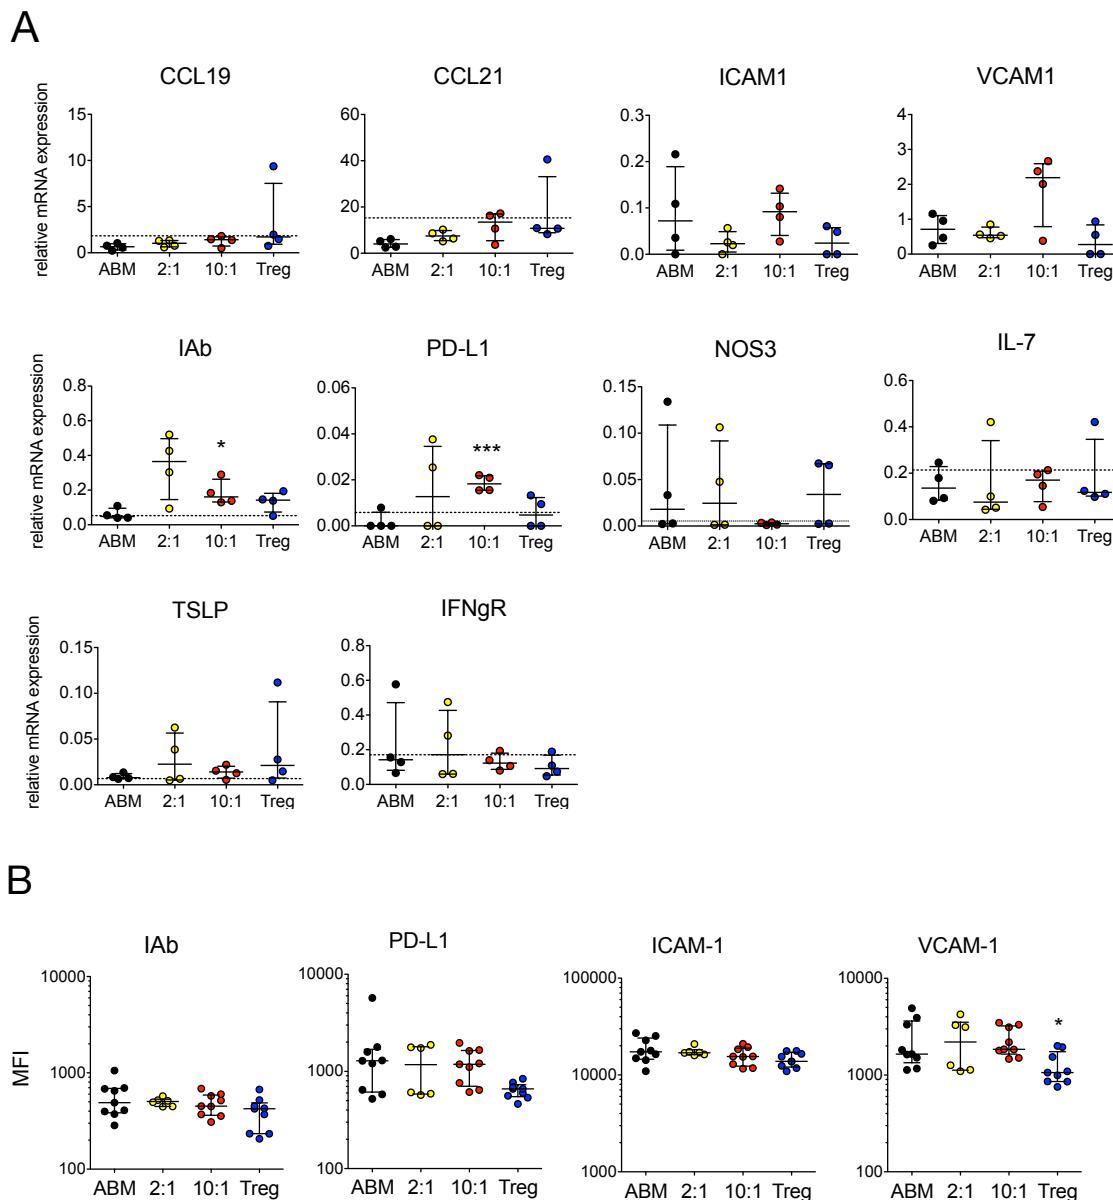 A
CCL19 CCL21 ICAM1 VCAM1
relative mRNA expression
15 60 0.3 4
10 40 0.2 3
5 20 0.1 2
0 0 0.0 1
0
ABM 2:1 10:1 Treg ABM 2:1 10:1 Treg ABM 2:1 10:1 Treg ABM 2:1 10:1 Treg
IAb PD-L1 NOS3 IL-7
relative mRNA expression
0.8 0.06 0.15 0.6
0.6 0.04 0.10 0.4
0.4 0.02 0.05 0.2
0.2 0.00 0.00 0.0
0.0
* ***
ABM 2:1 10:1 Treg ABM 2:1 10:1 Treg ABM 2:1 10:1 Treg ABM 2:1 10:1 Treg
TSLP IFNgR
relative mRNA expression
0.15 0.8
0.10 0.6
0.05 0.4
0.00 0.2
0.0
ABM 2:1 10:1 Treg ABM 2:1 10:1 Treg
B
IAb PD-L1 ICAM-1 VCAM-1
MFI
10000 10000 100000 10000
1000 1000 10000 1000
100 100 1000 100
*
ABM 2:1 10:1 Treg ABM 2:1 10:1 Treg ABM 2:1 10:1 Treg ABM 2:1 10:1 Treg